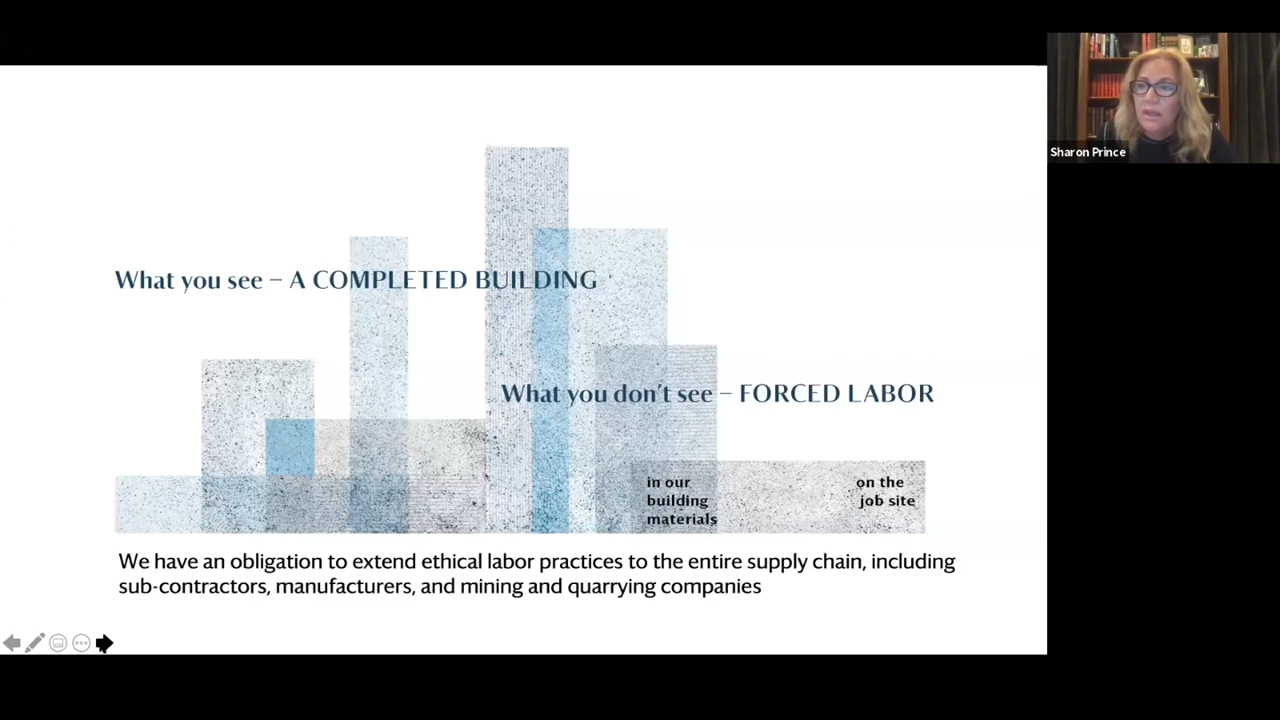 Sharon Prince
What you see – A COMPLETED BUILDING
What you don't see – FORCED LABOR
in our
building
materials
on the
job site
We have an obligation to extend ethical labor practices to the entire supply chain, including
sub-contractors, manufacturers, and mining and quarrying companies